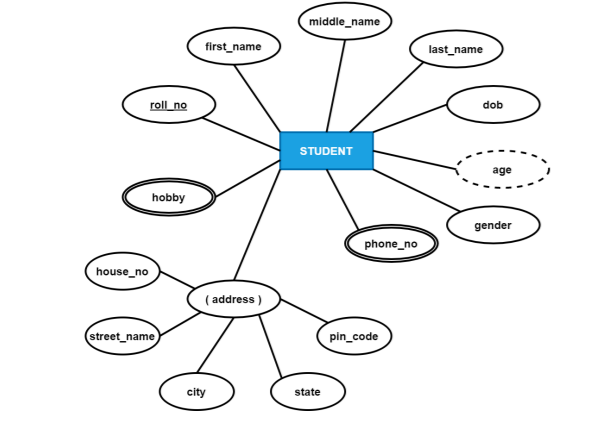 middle_name
first_name
last_name
roll_no
dob
STUDENT
age
hobby
gender
phone_no
house_no
( address )
street_name
pin_code
city
state